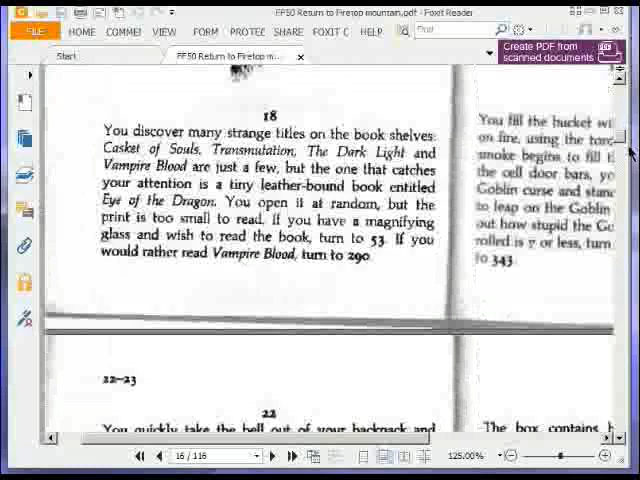 FF50 Return to Firetop mountain.pdf - Foxit Reader
FILE HOME COMMEI VIEW FORM PROTEC SHARE FOXIT C HELP Find
Start FF50 Return to Firetop mountain.p... Create PDF from
scanned documents
18
You discover many strange titles on the book shelves:
Casket of Souls, Transmutation, The Dark Light and
Vampire Blood are just a few, but the one that catches
your attention is a tiny leather-bound book entitled
Eye of the Dragon. You open it at random, but the
print is too small to read. If you have a magnifying
glass and wish to read the book, turn to 53. If you
would rather read Vampire Blood, turn to 290.
You fill the bucket wi
on fire, using the torc
smoke begins to fill t
the cell door bars, yo
Goblin curse and stand
to leap on the Goblin
out how stupid the Go
rolled is 7 or less, turn
to 343.
22–23
22
You quickly take the bell out of your backpack and
The box contains
16 / 116 125.00%